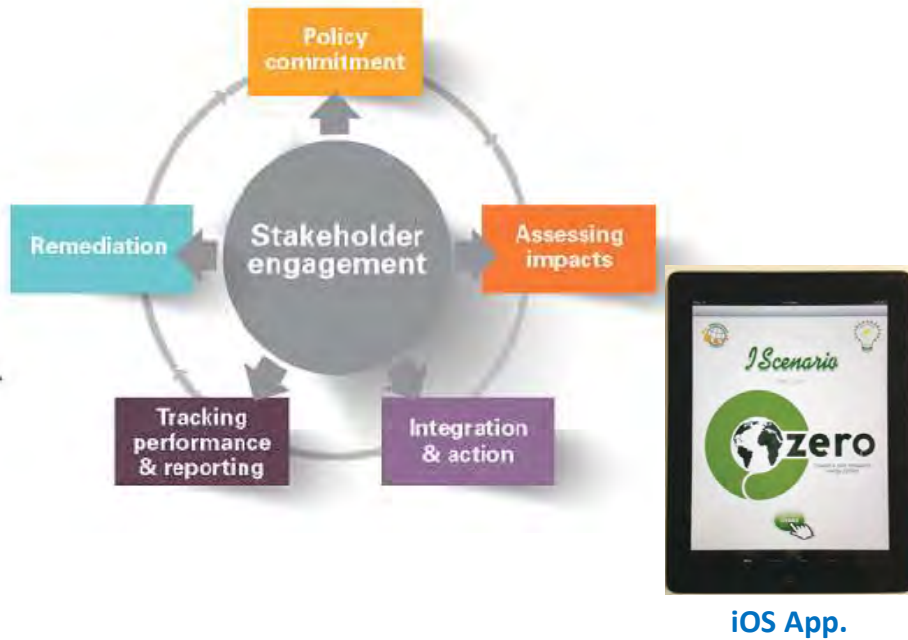 Policy
commitment
Remediation
Stakeholder
engagement
Assessing
impacts
Tracking
performance
& reporting
Integration
& action
I Scenario
zero
iOS App.